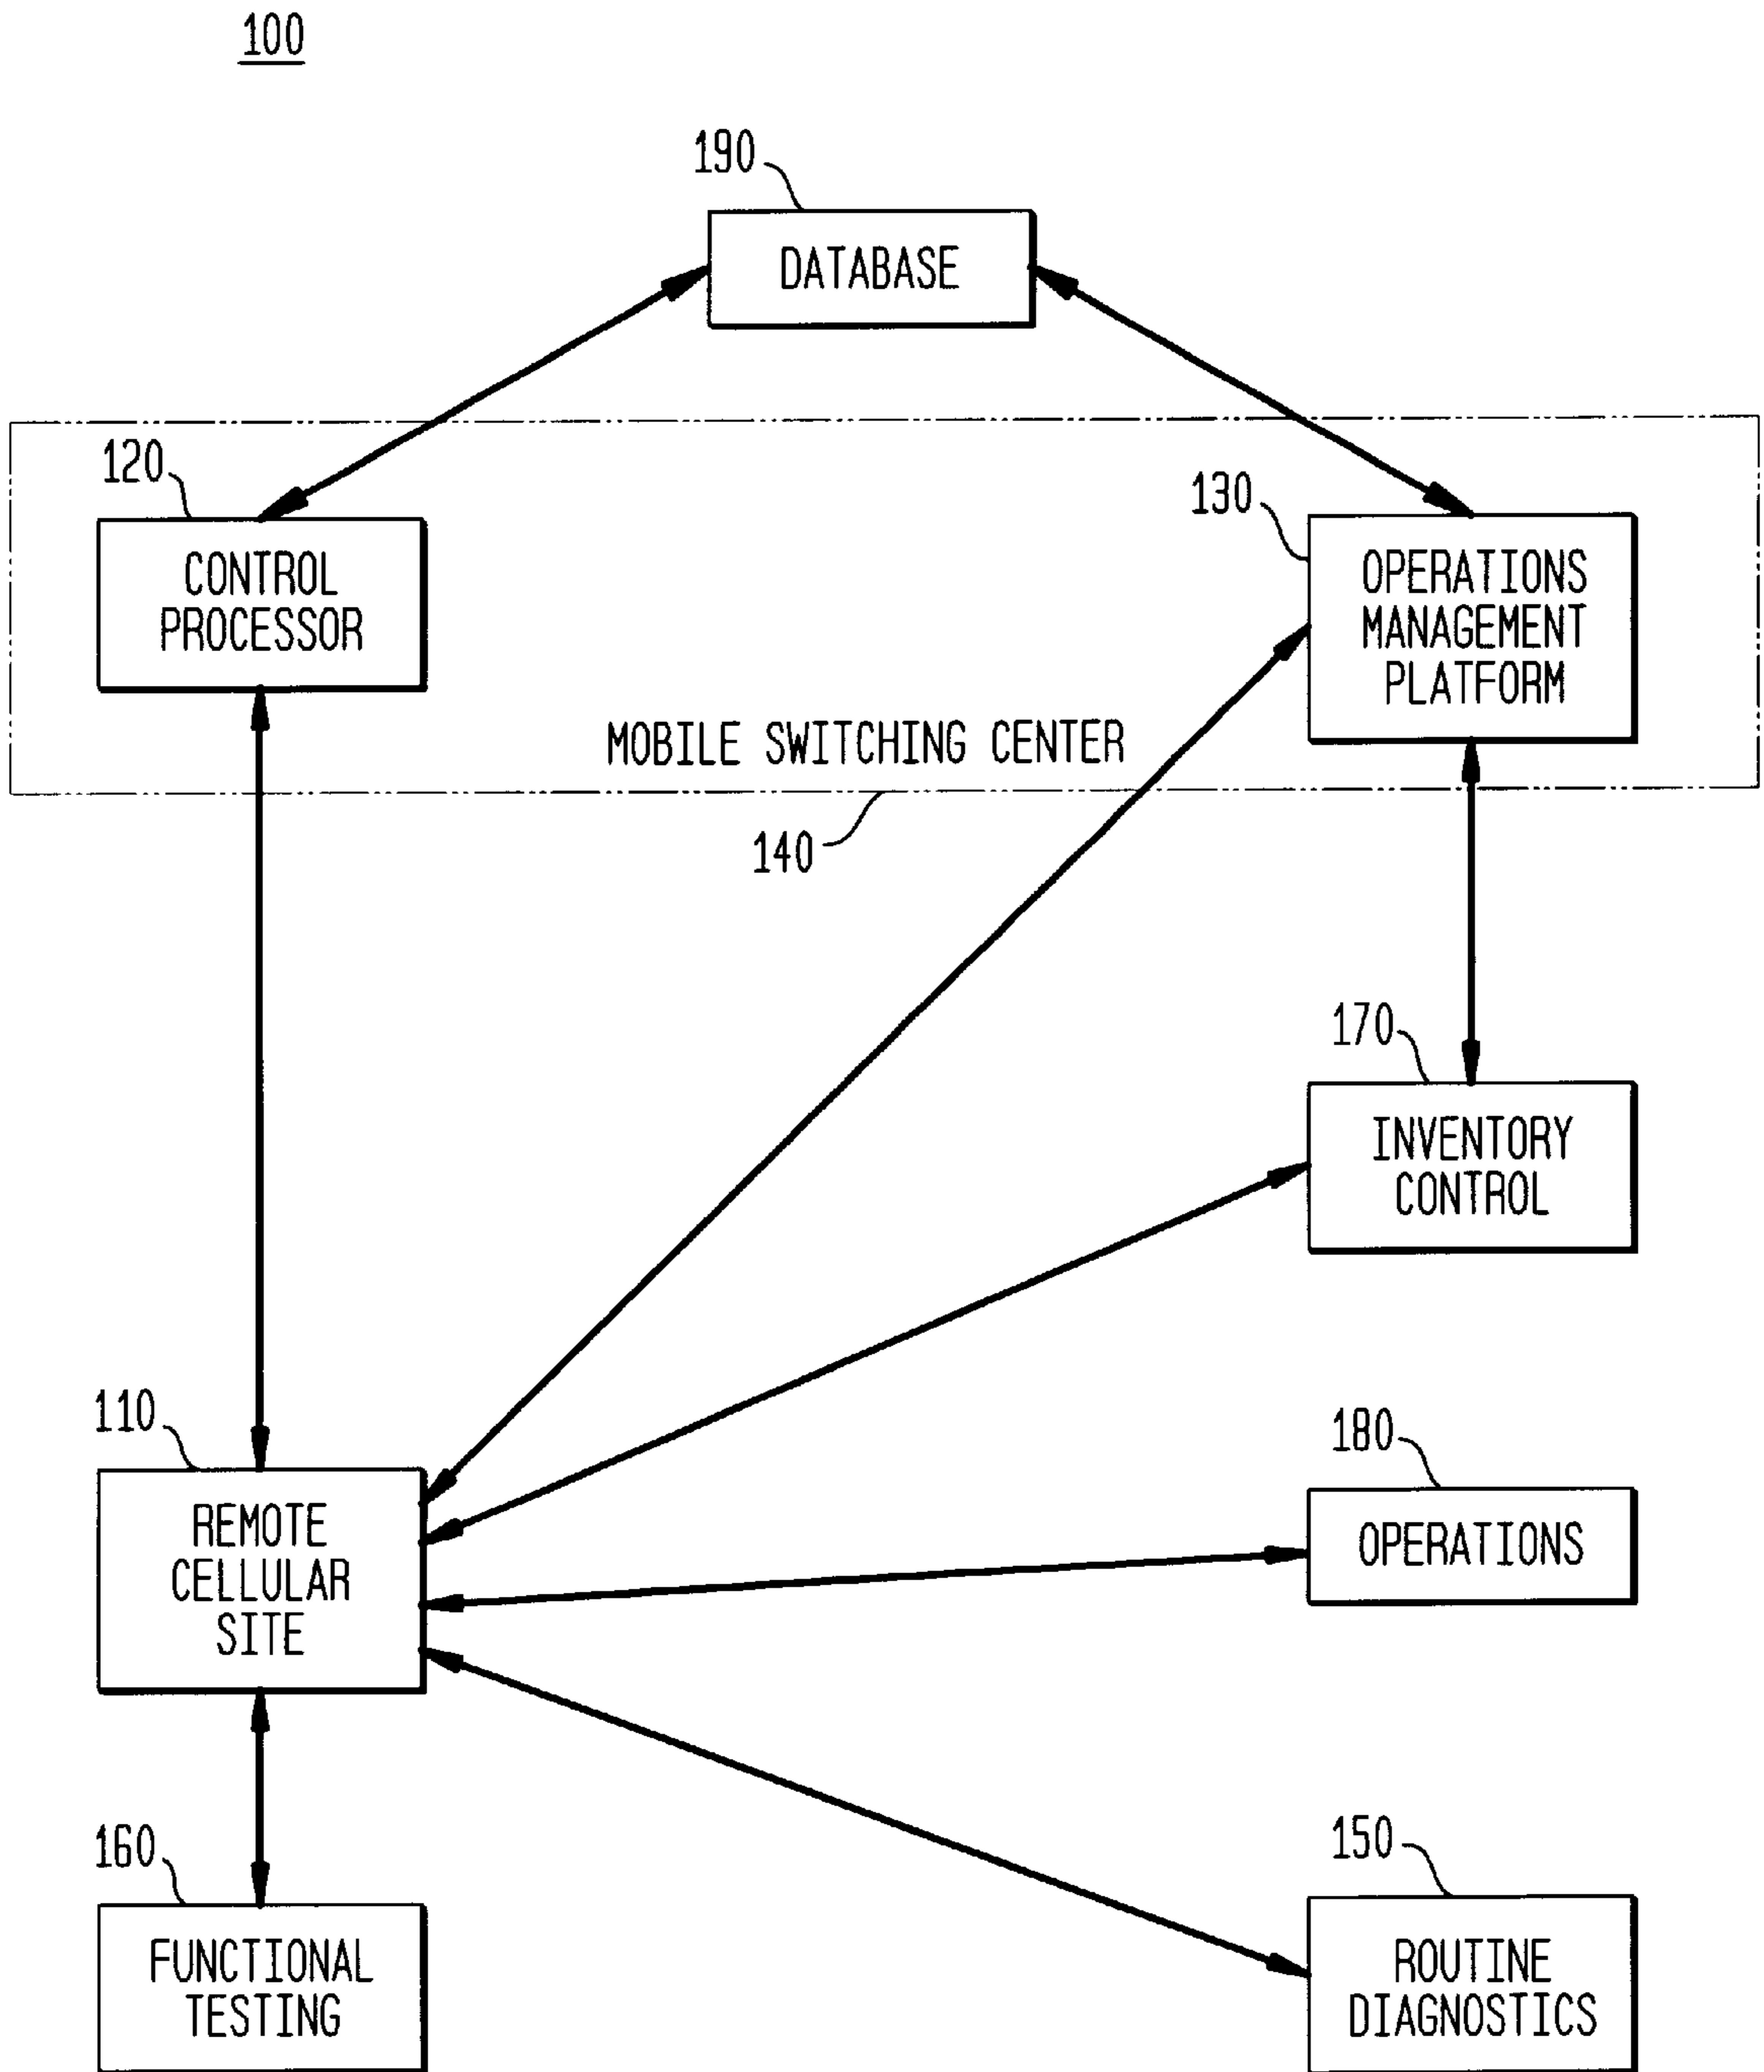 100
190
DATABASE
120
CONTROL
PROCESSOR
130
OPERATIONS
MANAGEMENT
PLATFORM
MOBILE SWITCHING CENTER
140
170
INVENTORY
CONTROL
110
REMOTE
CELLULAR
SITE
180
OPERATIONS
160
FUNCTIONAL
TESTING
150
ROUTINE
DIAGNOSTICS